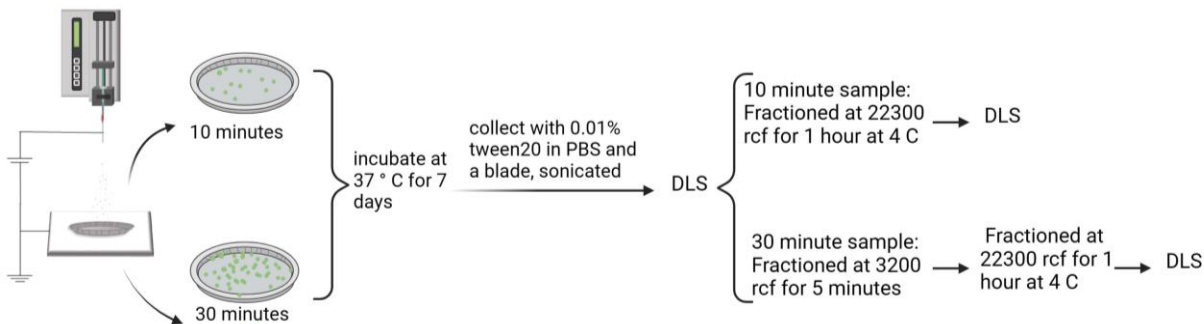 10 minutes
30 minutes
incubate at
37 ° C for 7
days
collect with 0.01%
tween20 in PBS and
a blade, sonicated
DLS
10 minute sample:
Fractioned at 22300
rcf for 1 hour at 4 C
DLS
30 minute sample:
Fractioned at 3200
rcf for 5 minutes
Fractioned at
22300 rcf for 1
hour at 4 C
DLS